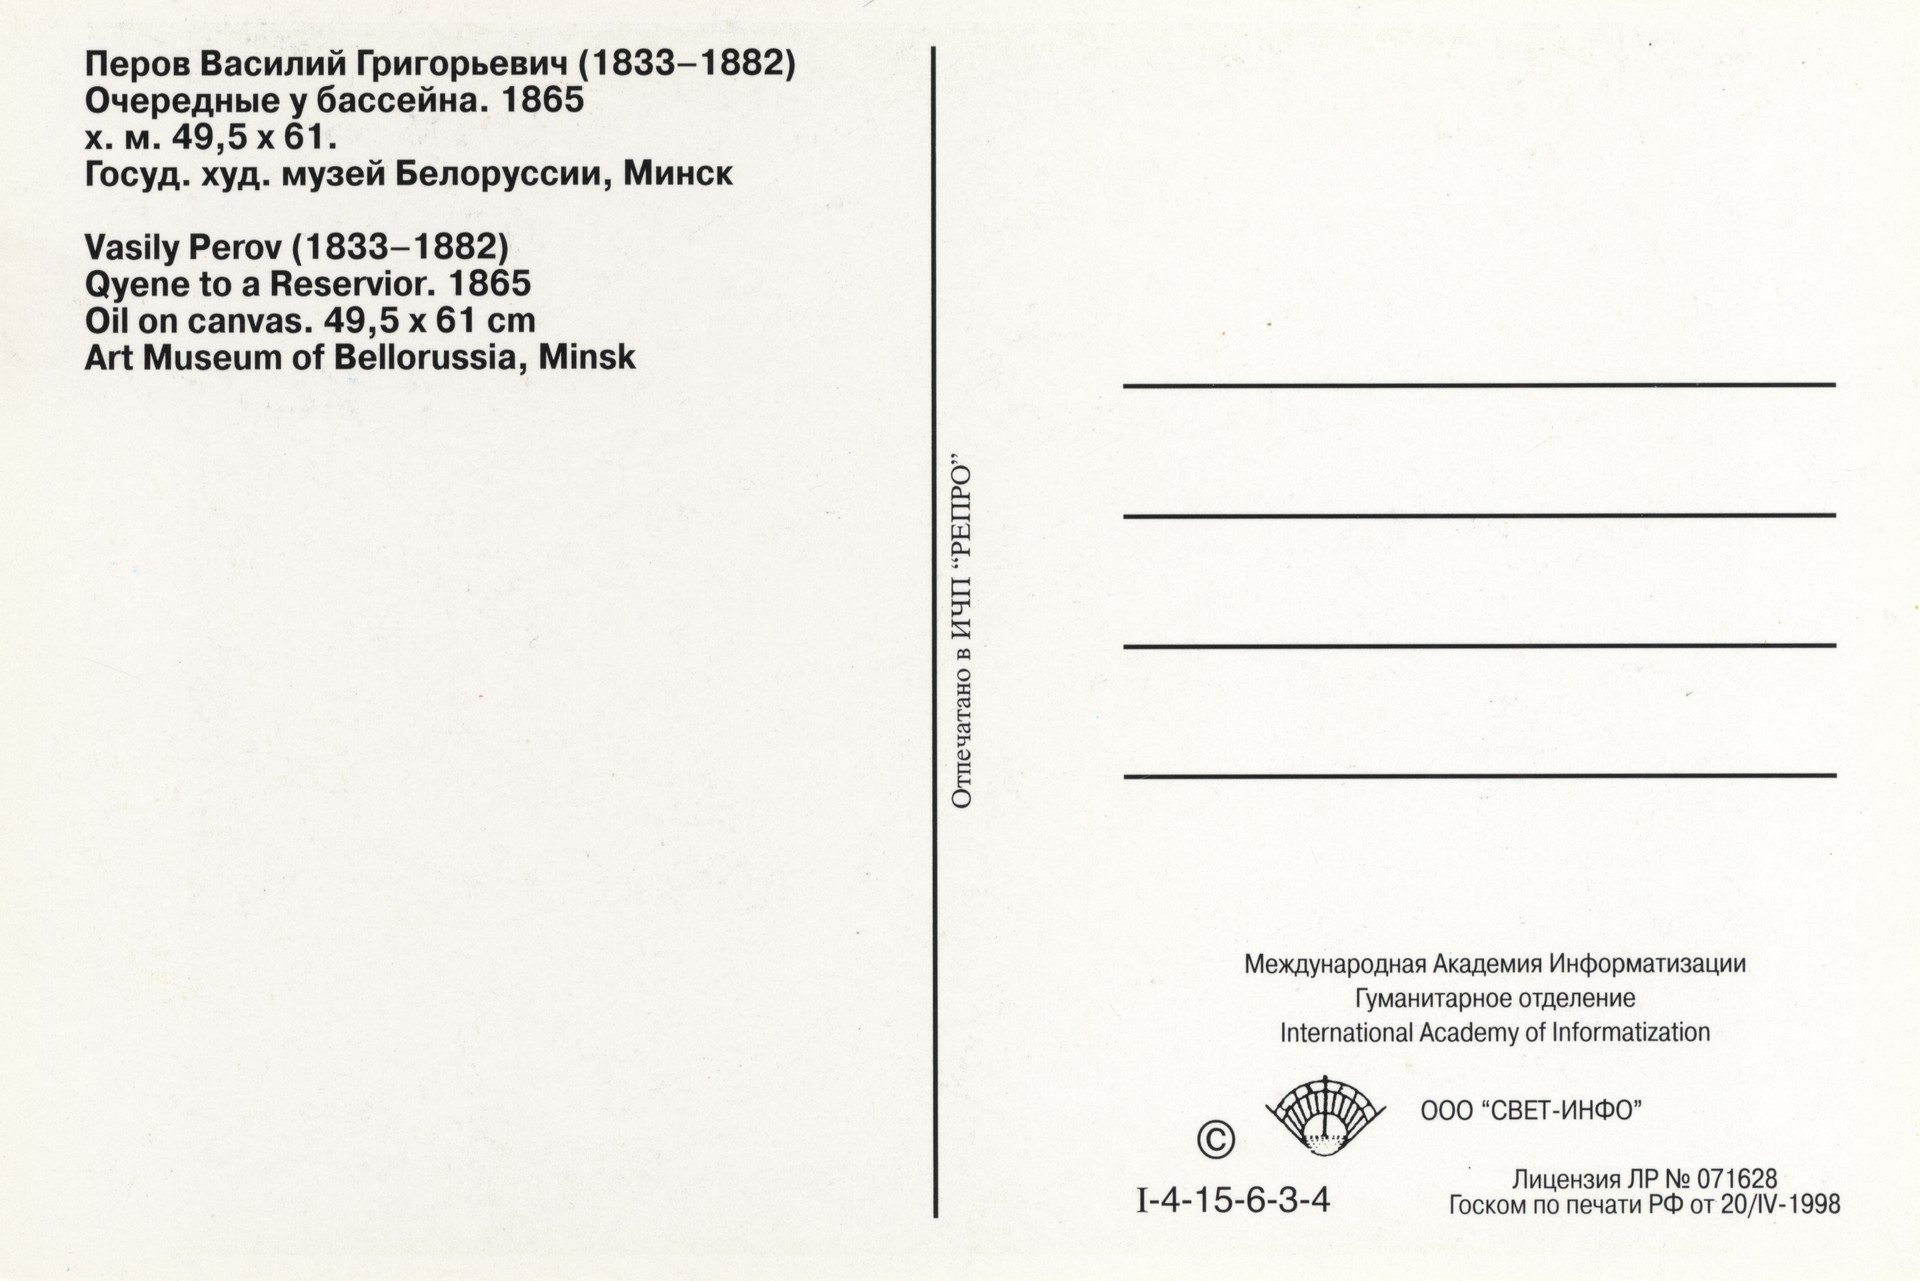 Перов Василий Григорьевич (1833–1882)
Очередные у бассейна. 1865
х. м. 49,5 х 61.
Госуд. худ. музей Белоруссии, Минск
Vasily Perov (1833–1882)
Qyene to a Reservior. 1865
Oil on canvas. 49,5 x 61 cm
Art Museum of Bellorussia, Minsk
Отпечатано в ИЧП “РЕПРО”
Международная Академия Информатизации
Гуманитарное отделение
International Academy of Informatization
ООО “СВЕТ-ИНФО”
©
I-4-15-6-3-4
Лицензия ЛР № 071628
Госком по печати РФ от 20/IV-1998